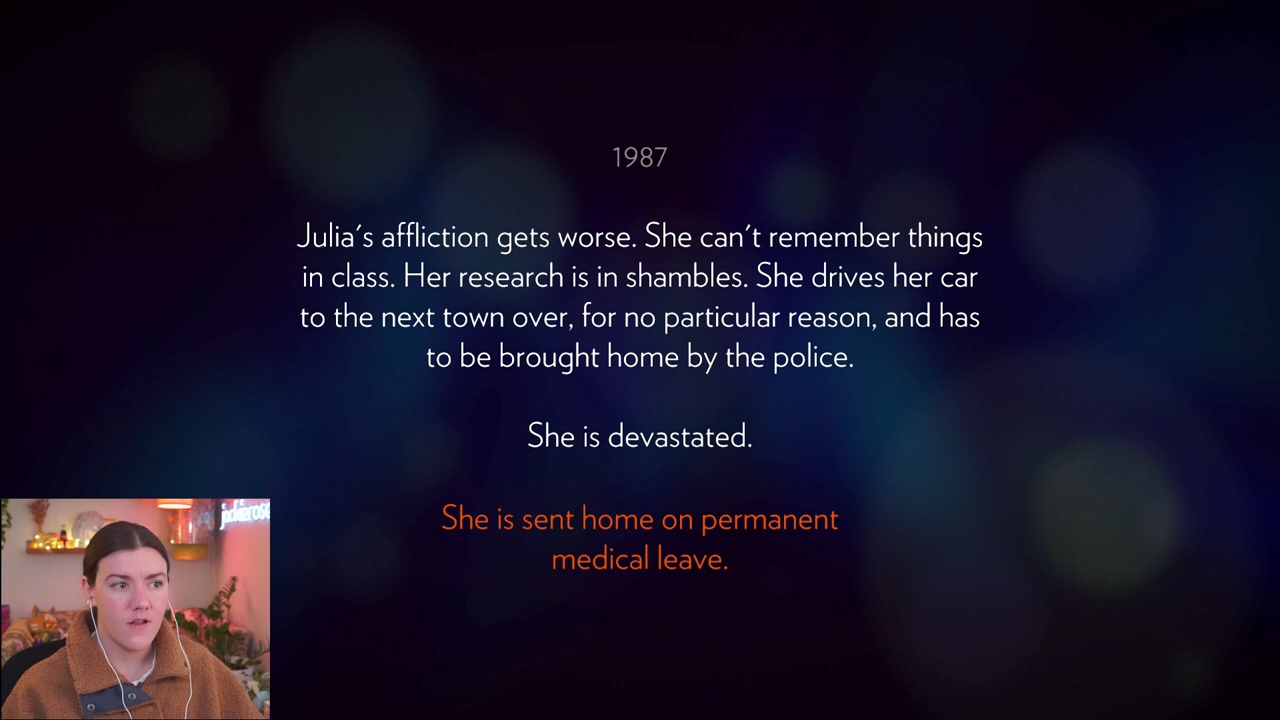 1987
Julia's affliction gets worse. She can't remember things
in class. Her research is in shambles. She drives her car
to the next town over, for no particular reason, and has
to be brought home by the police.
She is devastated.
She is sent home on permanent
medical leave.